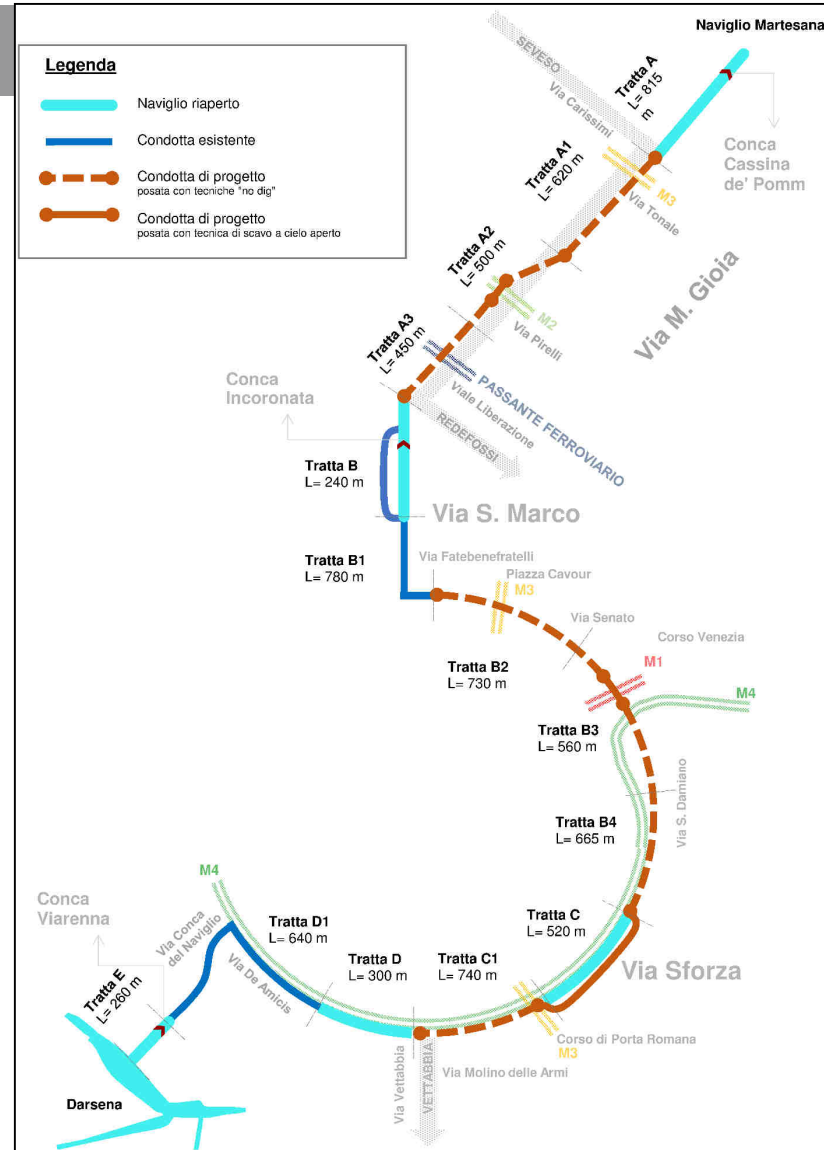 Naviglio Martesana
Legenda
Naviglio riaperto
Condotta esistente
Condotta di progetto
posata con tecniche "no dig"
Condotta di progetto
posata con tecnica di scavo a cielo aperto
SEVESO
Via Carissimi
Tratta A
L= 815
m
Conca
Cassina
de' Pomm
Tratta A1
L= 620 m
M3
Via Tonale
Tratta A2
L= 500 m
M2
Via Pirelli
Via M. Gioia
Tratta A3
L= 450 m
PASSANTE FERROVIARIO
Viale Liberazione
REDEFOSSI
Conca
Incoronata
Tratta B
L= 240 m
Via S. Marco
Tratta B1
L= 780 m
Via Fatebenefratelli
Piazza Cavour
M3
Via Senato
Corso Venezia
Tratta B2
L= 730 m
M1
M4
Tratta B3
L= 560 m
Via S. Damiano
Tratta B4
L= 665 m
M4
Conca
Viarenna
Via Conca
del Naviglio
Tratta D1
L= 640 m
Tratta C
L= 520 m
Via De Amicis
Tratta D
L= 300 m
Tratta C1
L= 740 m
Via Sforza
Tratta E
L= 260 m
Corso di Porta Romana
M3
Via Vettabbia
VETTABBIA
Via Molino delle Armi
Darsena